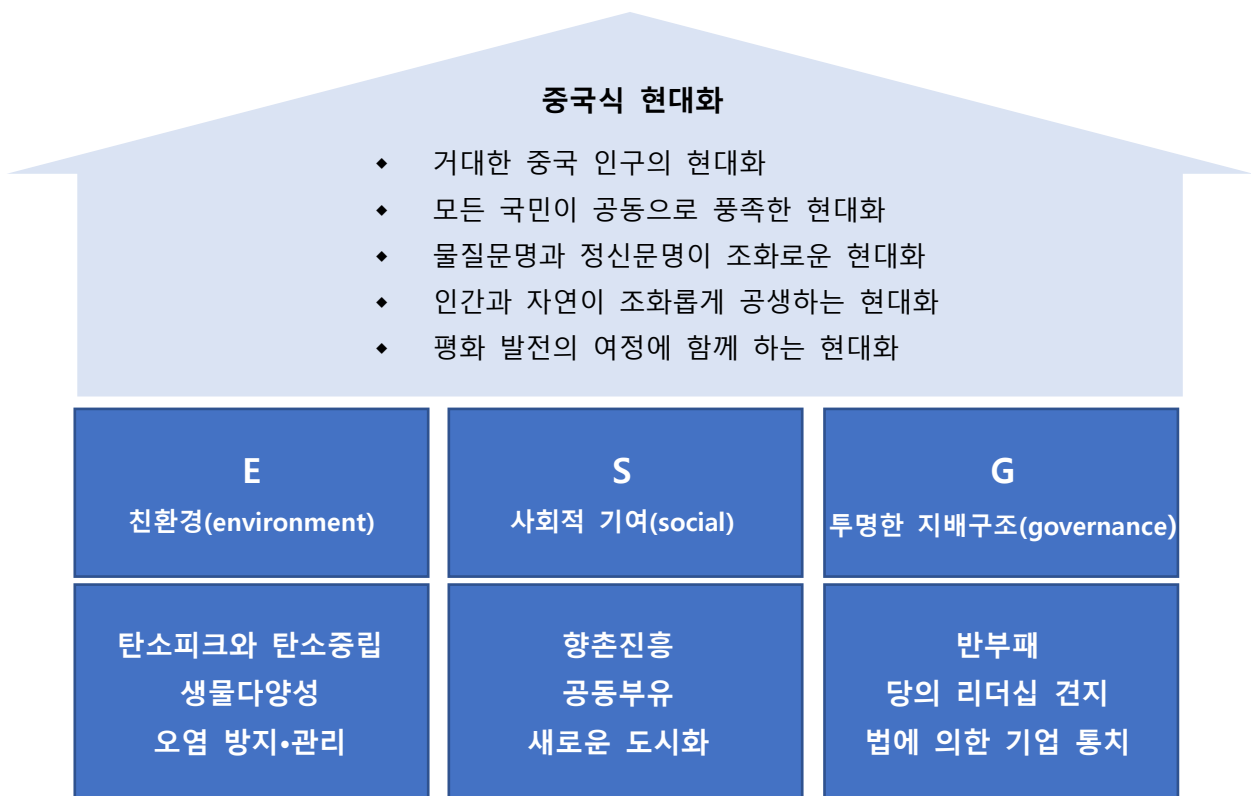 중국식 현대화
◆ 거대한 중국 인구의 현대화
◆ 모든 국민이 공동으로 풍족한 현대화
◆ 물질문명과 정신문명이 조화로운 현대화
◆ 인간과 자연이 조화롭게 공생하는 현대화
◆ 평화 발전의 여정에 함께 하는 현대화
E
친환경(environment)
S
사회적 기여(social)
G
투명한 지배구조(governance)
탄소피크와 탄소중립
생물다양성
오염 방지•관리
향촌진흥
공동부유
새로운 도시화
반부패
당의 리더십 견지
법에 의한 기업 통치